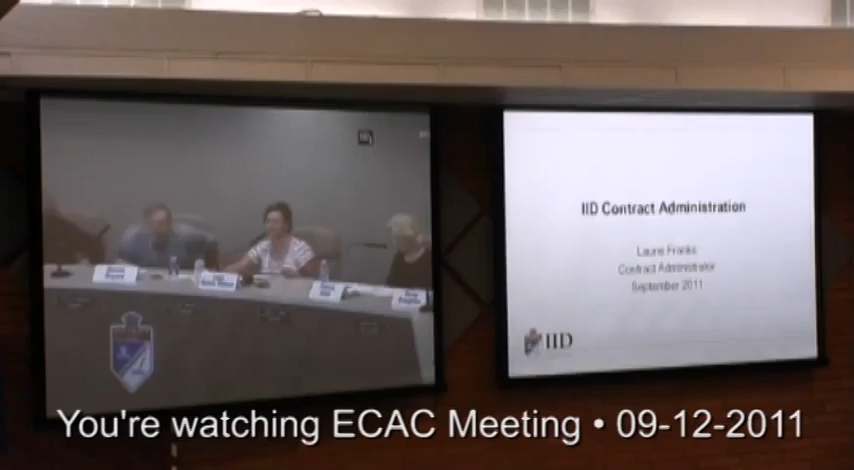 IID Contract Administration
Laurie Franks
Contract Administrator
September 2011
IID
You're watching ECAC Meeting • 09-12-2011